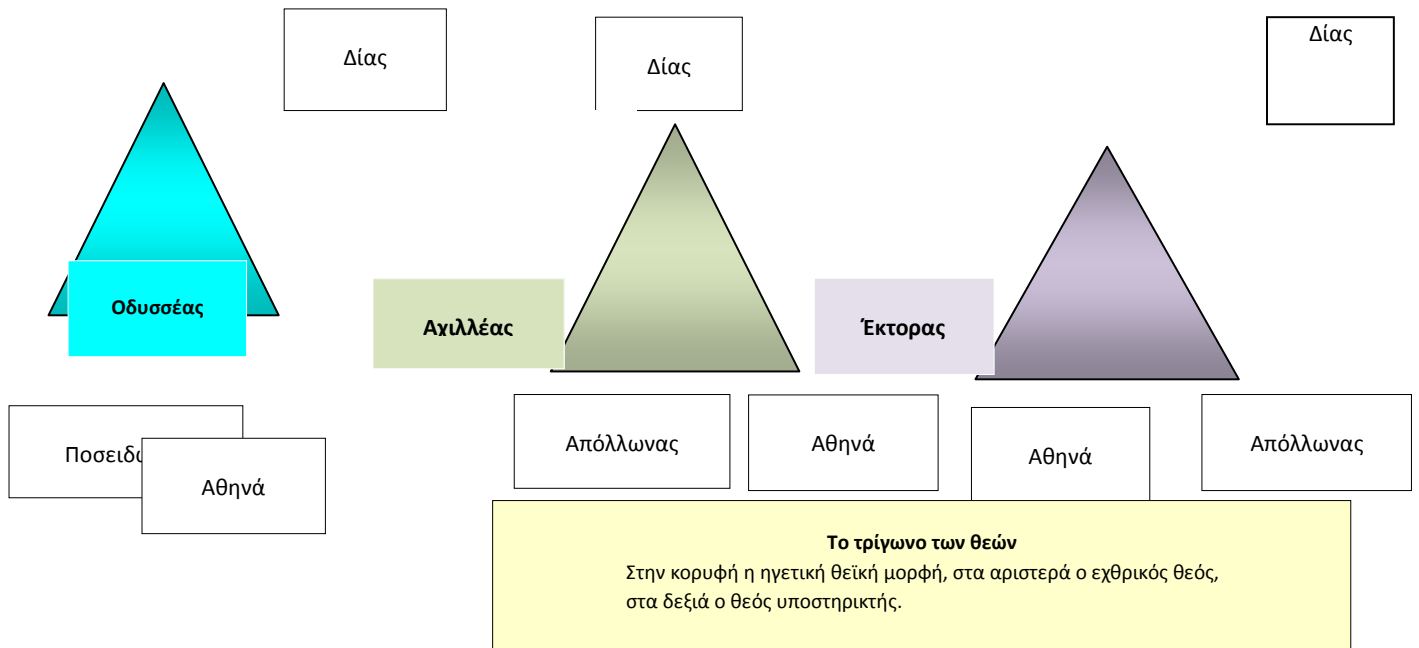 Δίας
Δίας
Δίας
Οδυσσέας
Αχιλλέας
Έκτορας
Απόλλωνας
Αθηνά
Αθηνά
Απόλλωνας
Αθηνά
Το τρίγωνο των θεών
Στην κορυφή η ηγετική θεϊκή μορφή, στα αριστερά ο εχθρικός θεός,
στα δεξιά ο θεός υποστηρικτής.